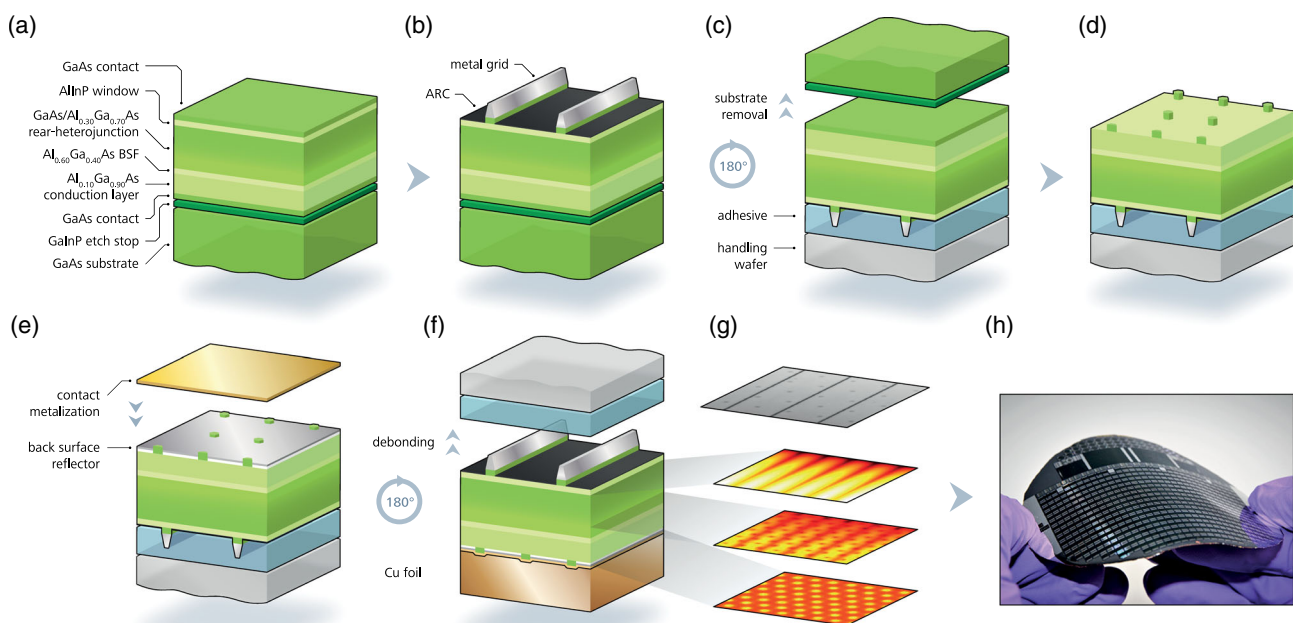 (a)
GaAs contact
AlInP window
GaAs/Al0.30Ga0.70As
rear-heterojunction
Al0.60Ga0.40As BSF
Al0.10Ga0.90As
conduction layer
GaAs contact
GaInP etch stop
GaAs substrate
(b)
metal grid
ARC
(c)
substrate
removal
180°
adhesive
handling
wafer
(d)
(e)
contact
metalization
back surface
reflector
(f)
debonding
180°
Cu foil
(g)
(h)